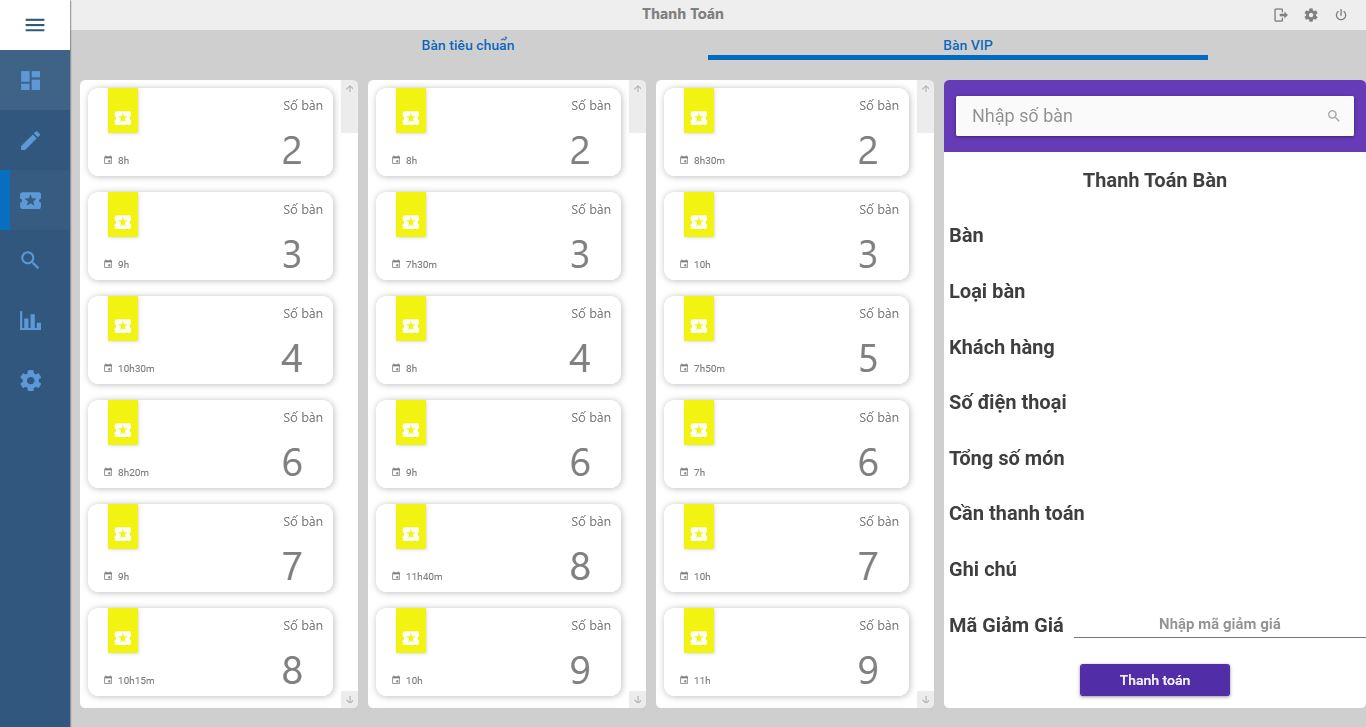 Thanh Toán
Bàn tiêu chuẩn
Bàn VIP
Số bàn
2
8h
Số bàn
3
9h
Số bàn
4
10h30m
Số bàn
6
8h20m
Số bàn
7
9h
Số bàn
8
10h15m
Số bàn
2
8h
Số bàn
3
7h30m
Số bàn
4
8h
Số bàn
6
9h
Số bàn
8
11h40m
Số bàn
9
10h
Số bàn
2
8h30m
Số bàn
3
10h
Số bàn
5
7h50m
Số bàn
6
7h
Số bàn
7
10h
Số bàn
9
11h
Nhập số bàn
Thanh Toán Bàn
Bàn
Loại bàn
Khách hàng
Số điện thoại
Tổng số món
Cần thanh toán
Ghi chú
Mã Giảm Giá Nhập mã giảm giá
Thanh toán